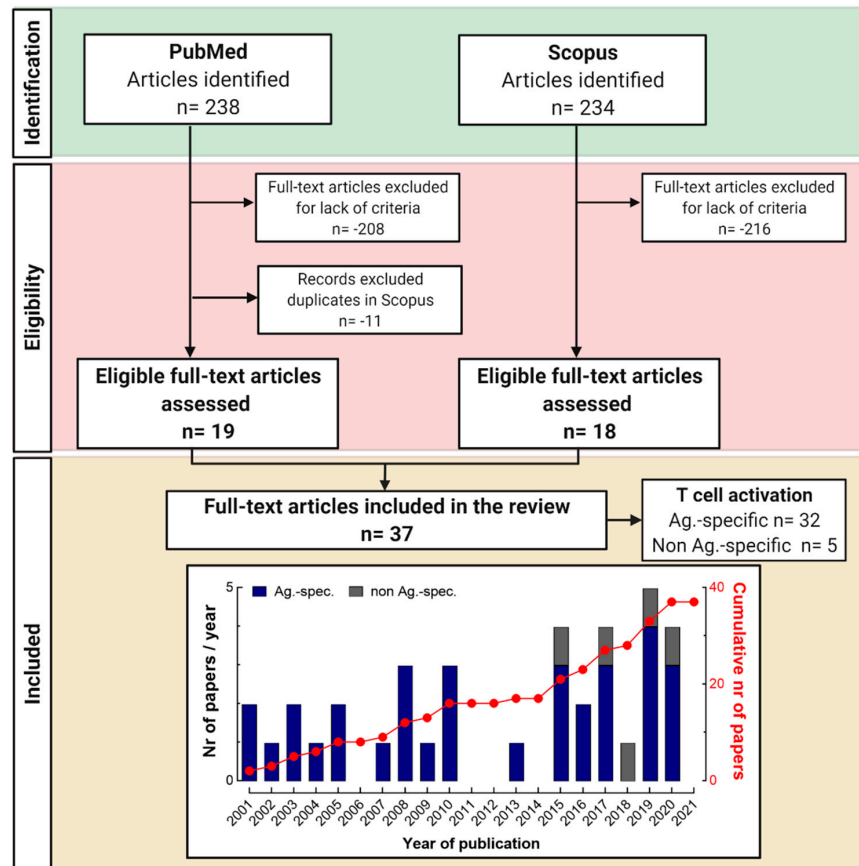 Identification
PubMed
Articles identified
n= 238
Scopus
Articles identified
n= 234
Eligibility
Full-text articles excluded
for lack of criteria
n= -208
Full-text articles excluded
for lack of criteria
n= -216
Records excluded
duplicates in Scopus
n= -11
Eligible full-text articles
assessed
n= 19
Eligible full-text articles
assessed
n= 18
Included
Full-text articles included in the review
n= 37
T cell activation
Ag.-specific n= 32
Non Ag.-specific n= 5
Ag.-spec.
non Ag.-spec.
Nr of papers / year
5
0
Cumulative nr of papers
40
20
0
2001
2002
2003
2004
2005
2006
2007
2008
2009
2010
2011
2012
2013
2014
2015
2016
2017
2018
2019
2020
2021
Year of publication